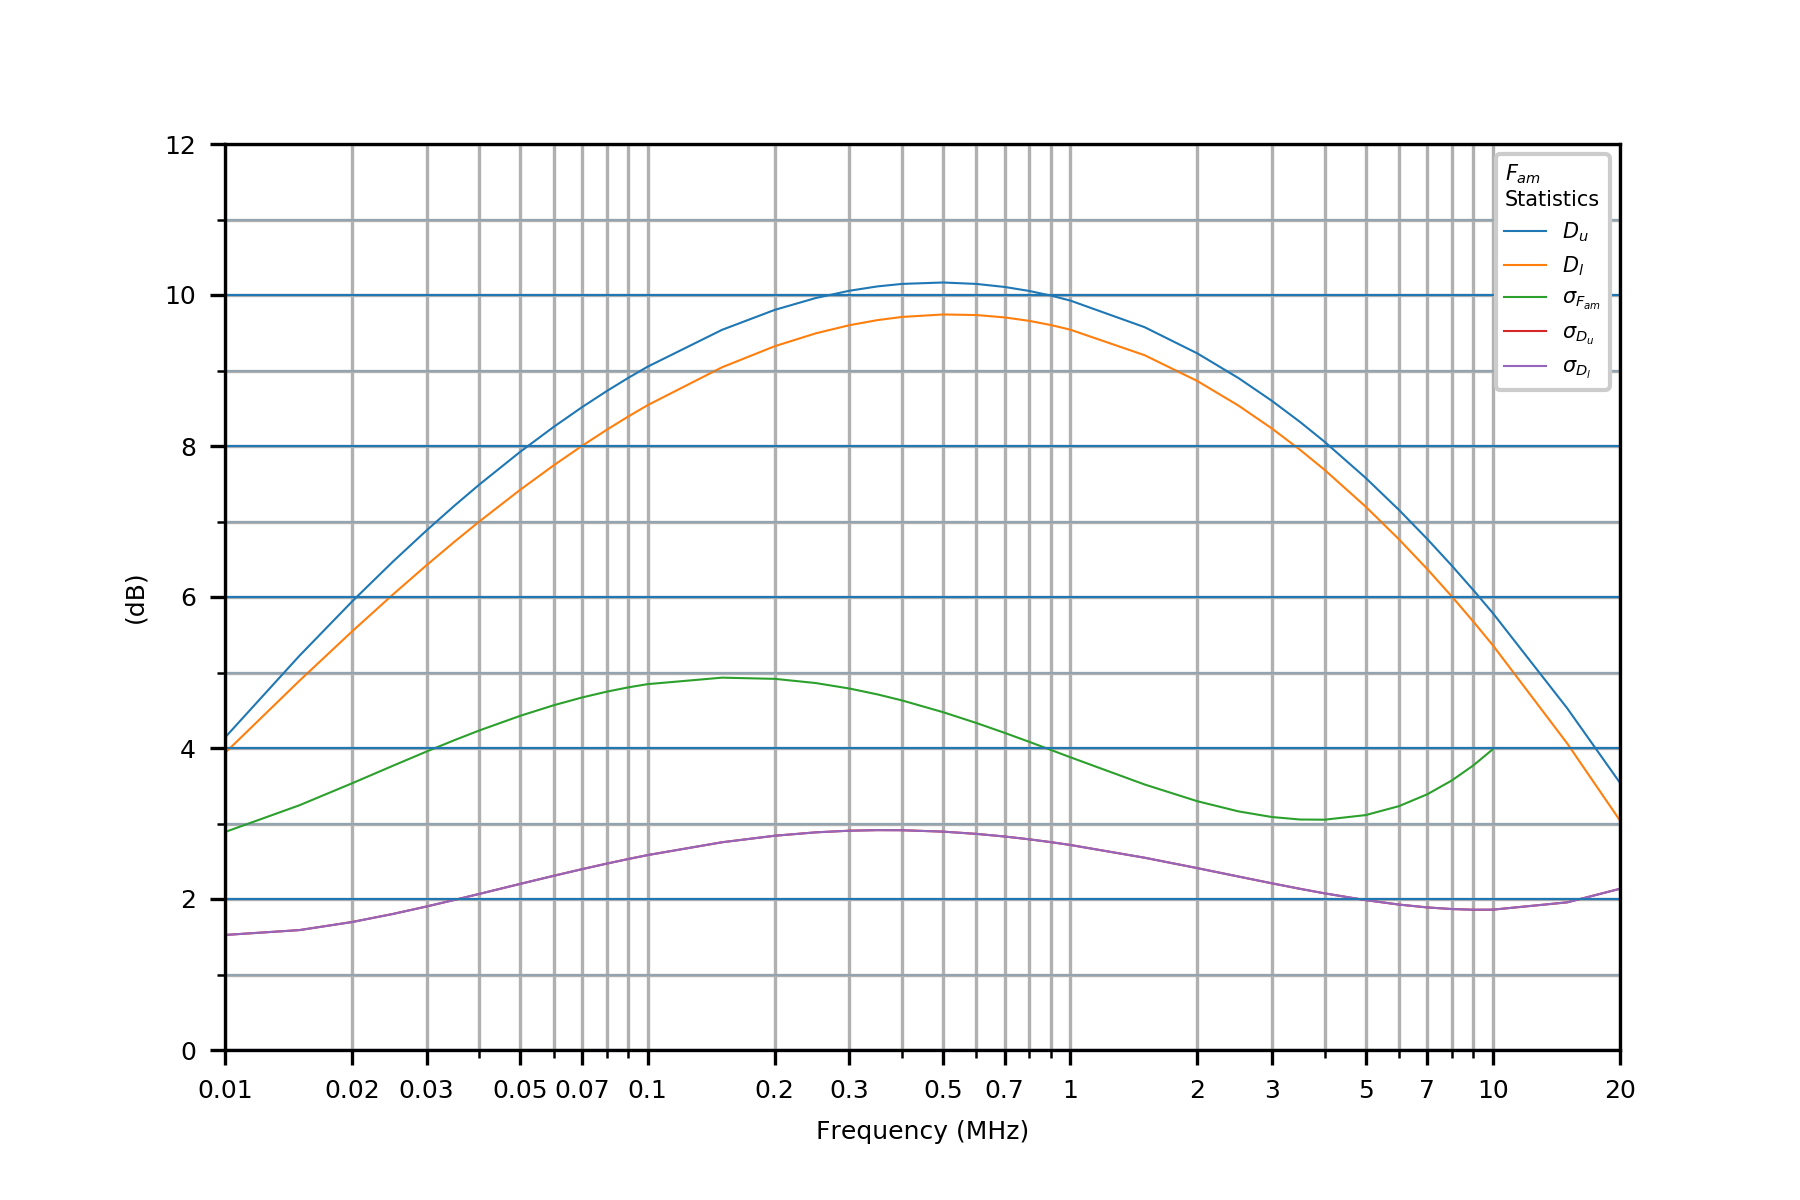 12
10
8
6
4
2
0
(dB)
F_am
Statistics
D_u
D_l
σ_F_am
σ_D_u
σ_D_l
0.01 0.02 0.03 0.05 0.07 0.1 0.2 0.3 0.5 0.7 1 2 3 5 7 10 20
Frequency (MHz)